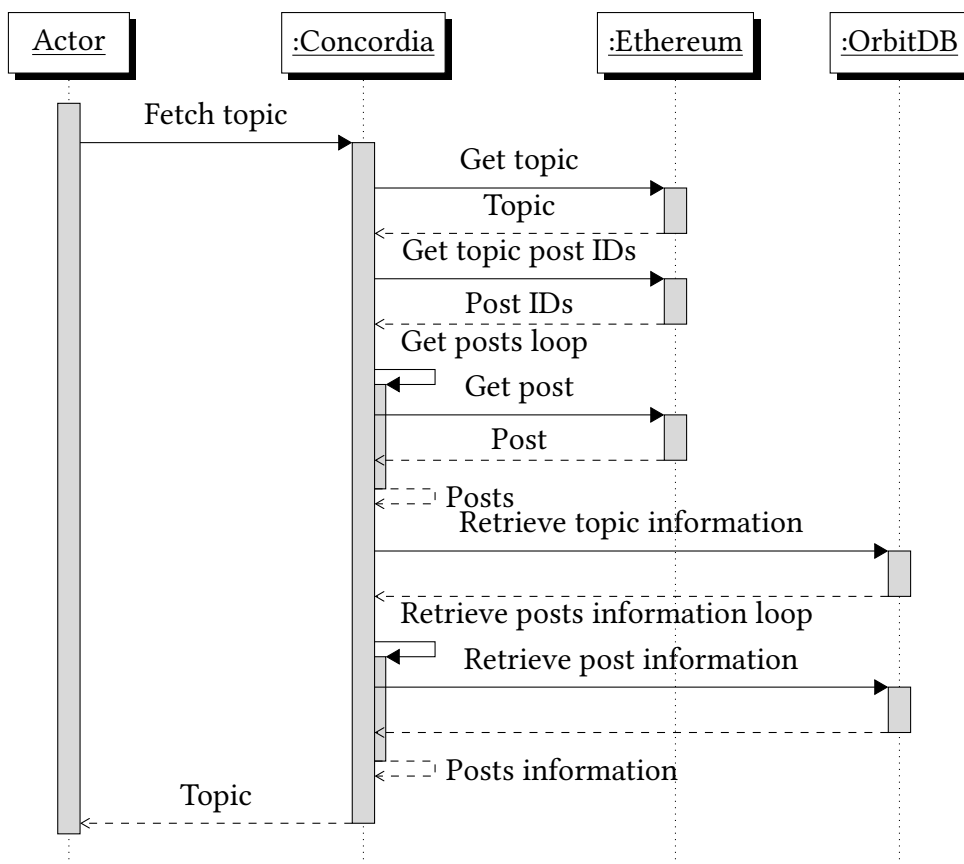 Actor
:Concordia
:Ethereum
:OrbitDB
Fetch topic
Get topic
Topic
Get topic post IDs
Post IDs
Get posts loop
Get post
Post
Posts
Retrieve topic information
Retrieve posts information loop
Retrieve post information
Posts information
Topic